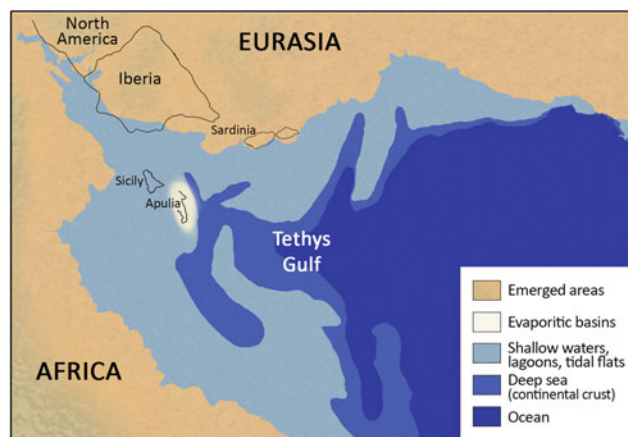 North
America
EURASIA
Iberia
Sardinia
Sicily
Apulia
Tethys
Gulf
AFRICA
Emerged areas
Evaporitic basins
Shallow waters,
lagoons, tidal flats
Deep sea
(continental crust)
Ocean